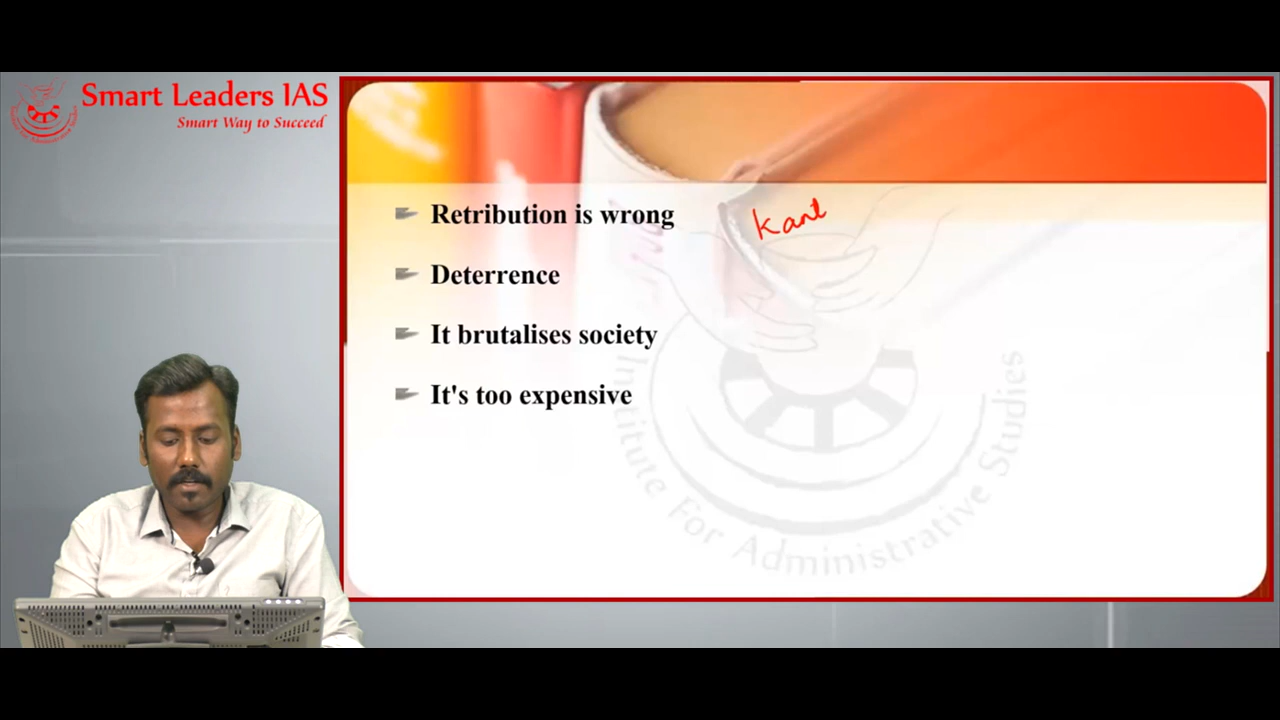 Smart Leaders IAS
Smart Way to Succeed
Retribution is wrong
Kant
Deterrence
It brutalises society
It's too expensive
Institute For Administrative Studies